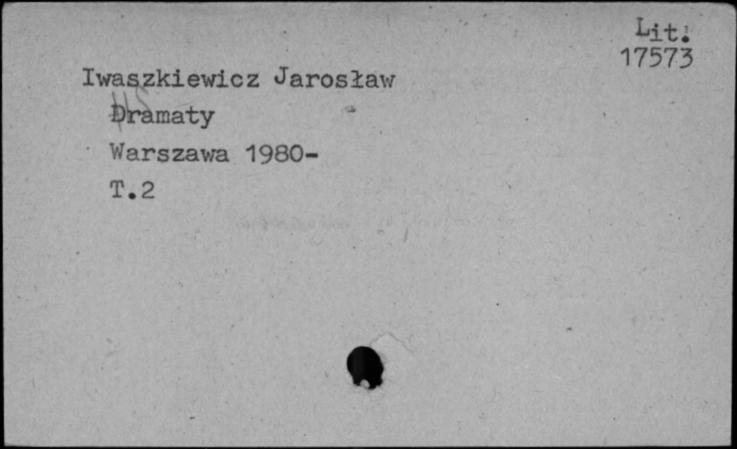 Lit.
17573
Iwaszkiewicz Jarosław
Dramaty
Warszawa 1980-
T.2